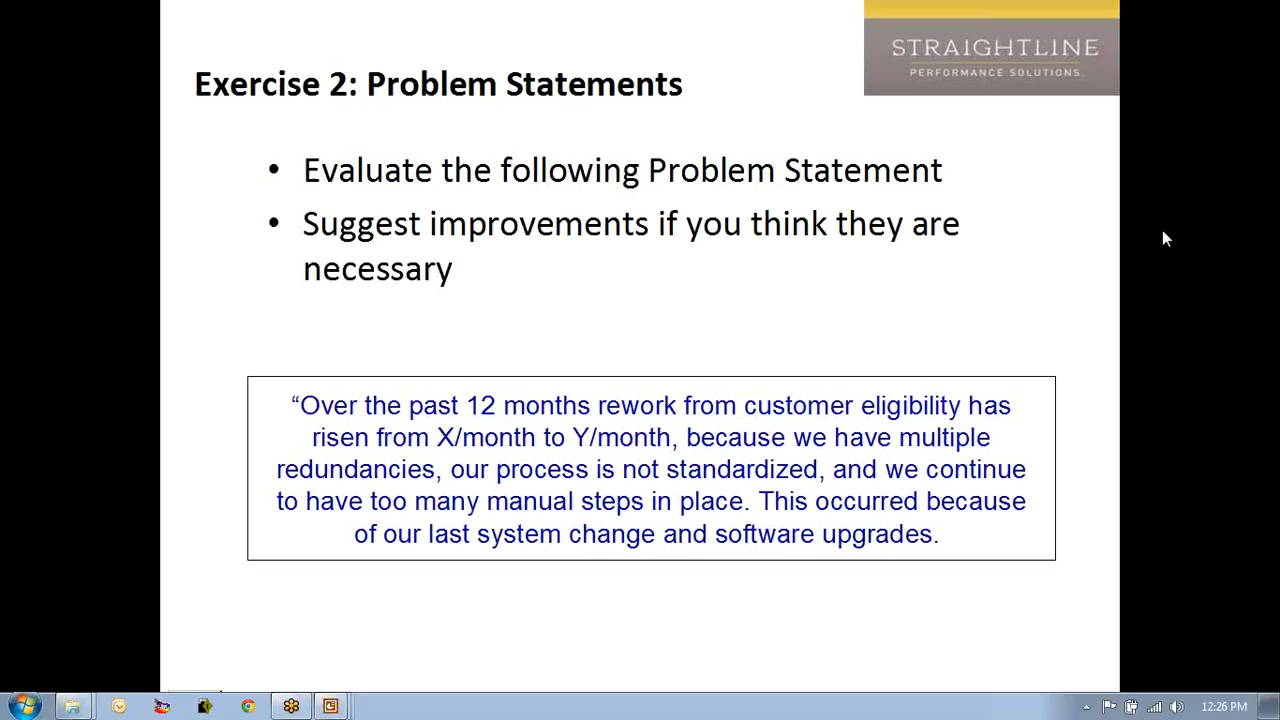 STRAIGHTLINE
PERFORMANCE SOLUTIONS.
Exercise 2: Problem Statements
• Evaluate the following Problem Statement
• Suggest improvements if you think they are
necessary
“Over the past 12 months rework from customer eligibility has
risen from X/month to Y/month, because we have multiple
redundancies, our process is not standardized, and we continue
to have too many manual steps in place. This occurred because
of our last system change and software upgrades.
12:26 PM